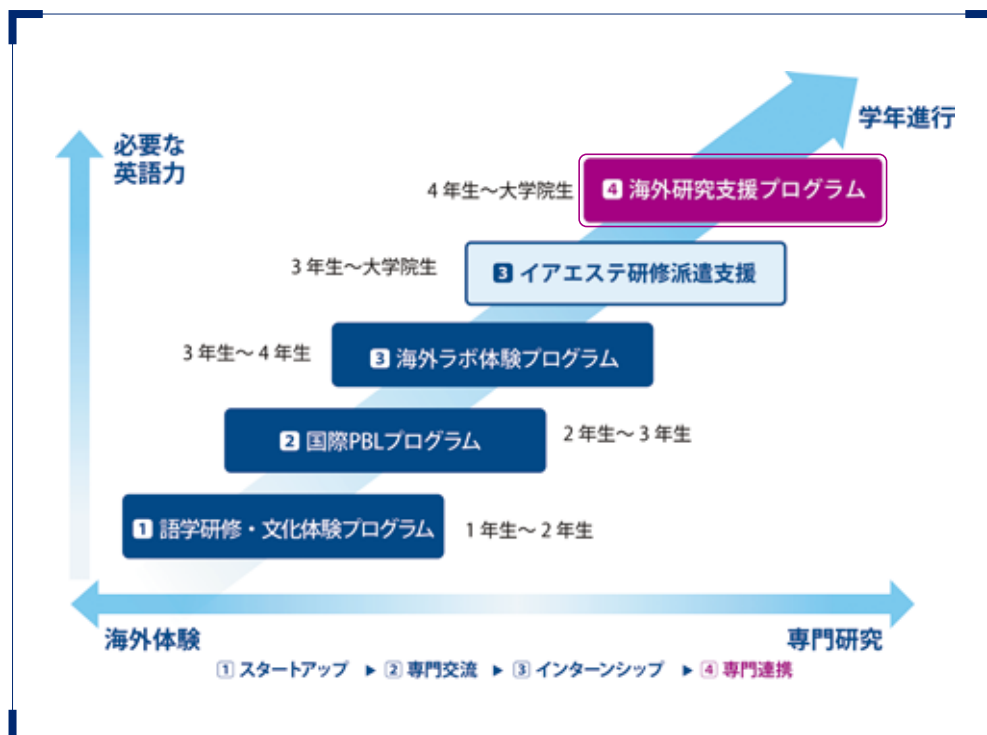 必要な
英語力
学年進行
4年生～大学院生
4 海外研究支援プログラム
3年生～大学院生
3 イアエステ研修派遣支援
3年生～4年生
3 海外ラボ体験プログラム
2 国際PBLプログラム
2年生～3年生
1 語学研修・文化体験プログラム
1年生～2年生
海外体験
専門研究
1 スタートアップ ▶ 2 専門交流 ▶ 3 インターンシップ ▶ 4 専門連携